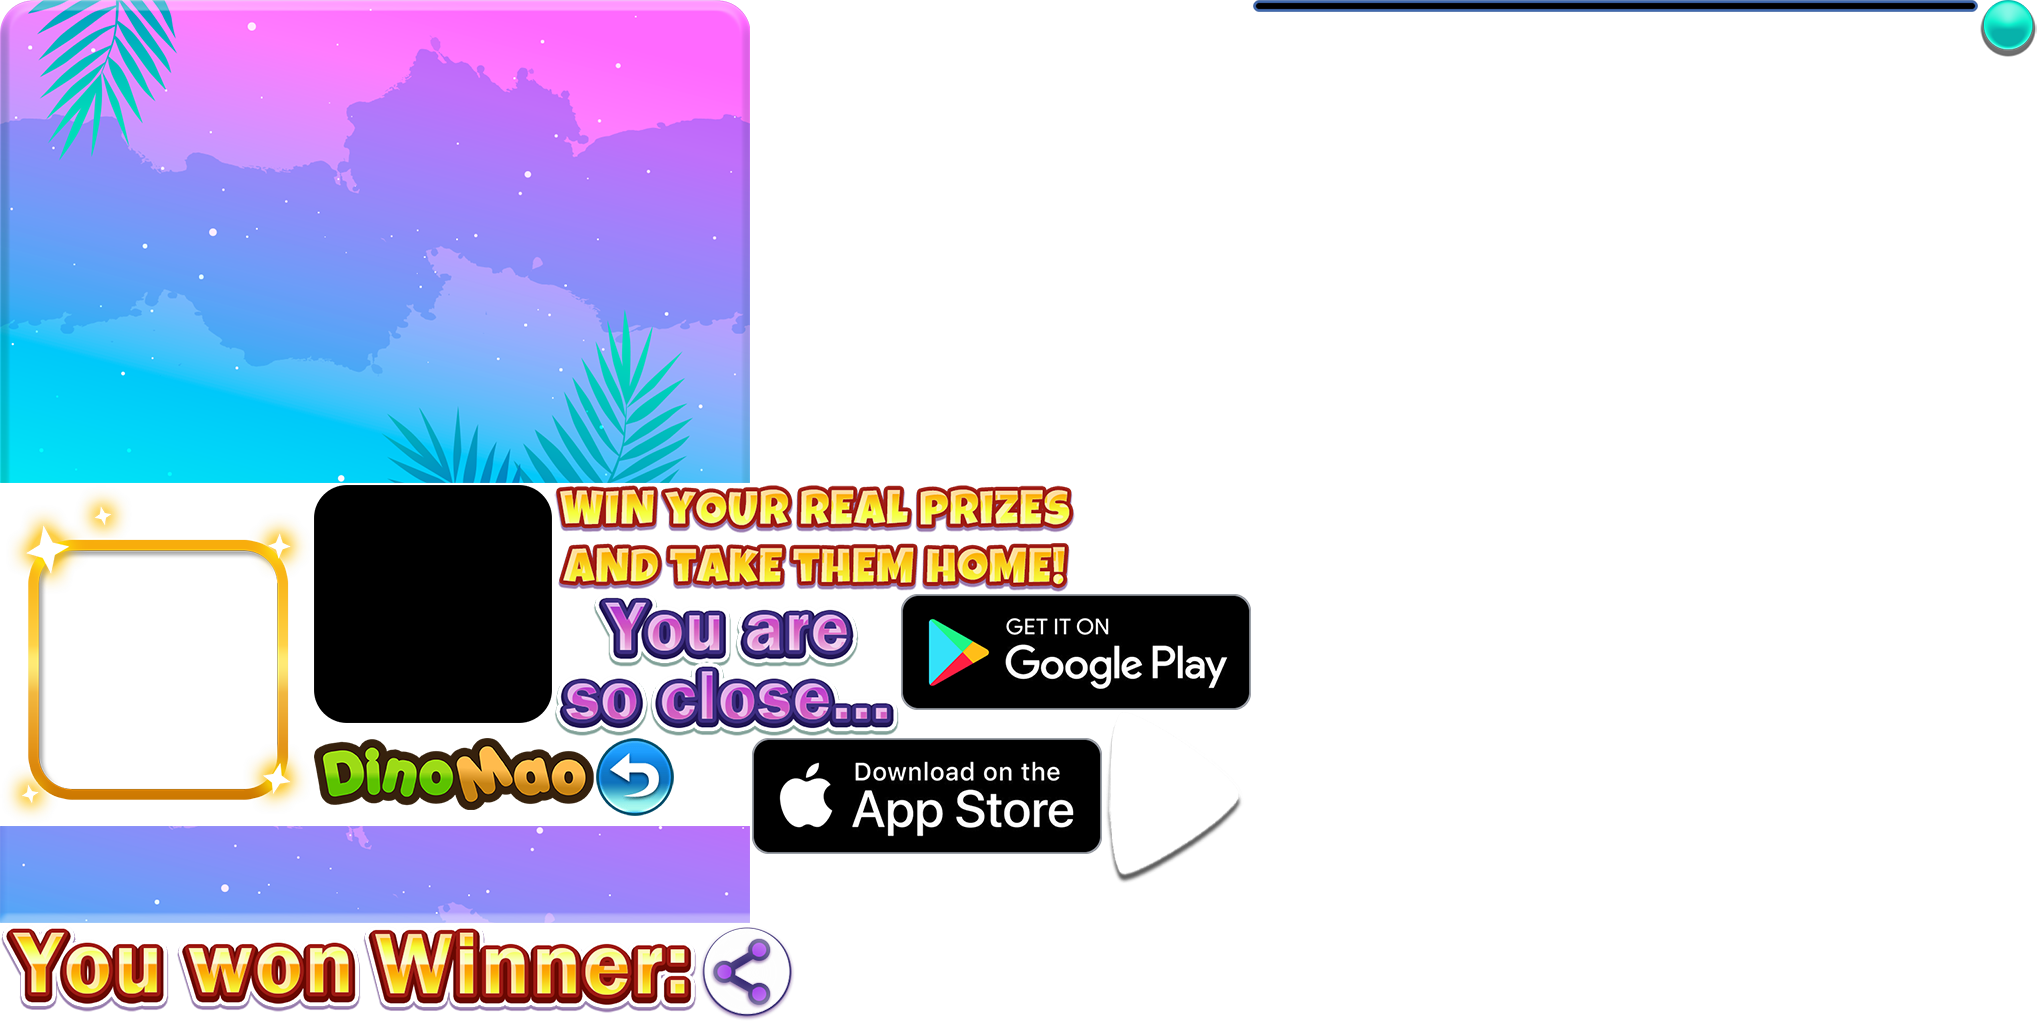 WIN YOUR REAL PRIZES
AND TAKE THEM HOME!
You are
so close...
GET IT ON
Google Play
DinoMao
Download on the
App Store
You won Winner: